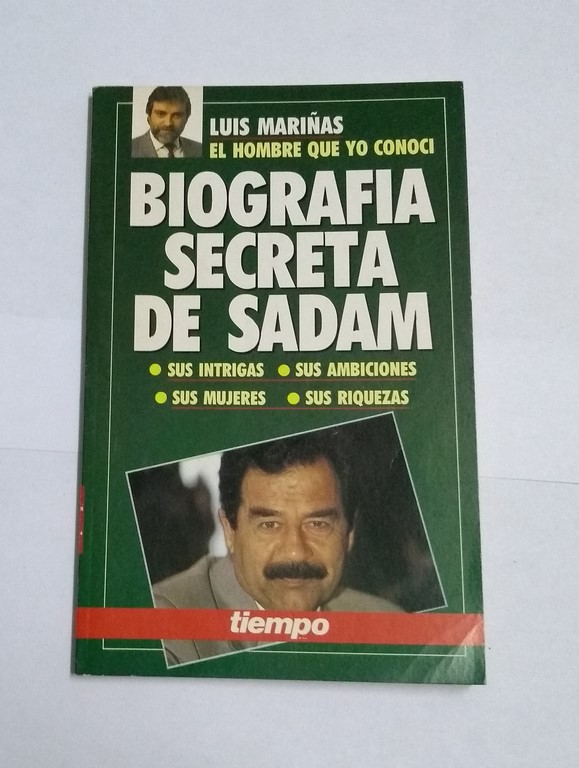 LUIS MARIÑAS
EL HOMBRE QUE YO CONOCI
BIOGRAFIA
SECRETA
DE SADAM
● SUS INTRIGAS ● SUS AMBICIONES
● SUS MUJERES ● SUS RIQUEZAS
tiempo